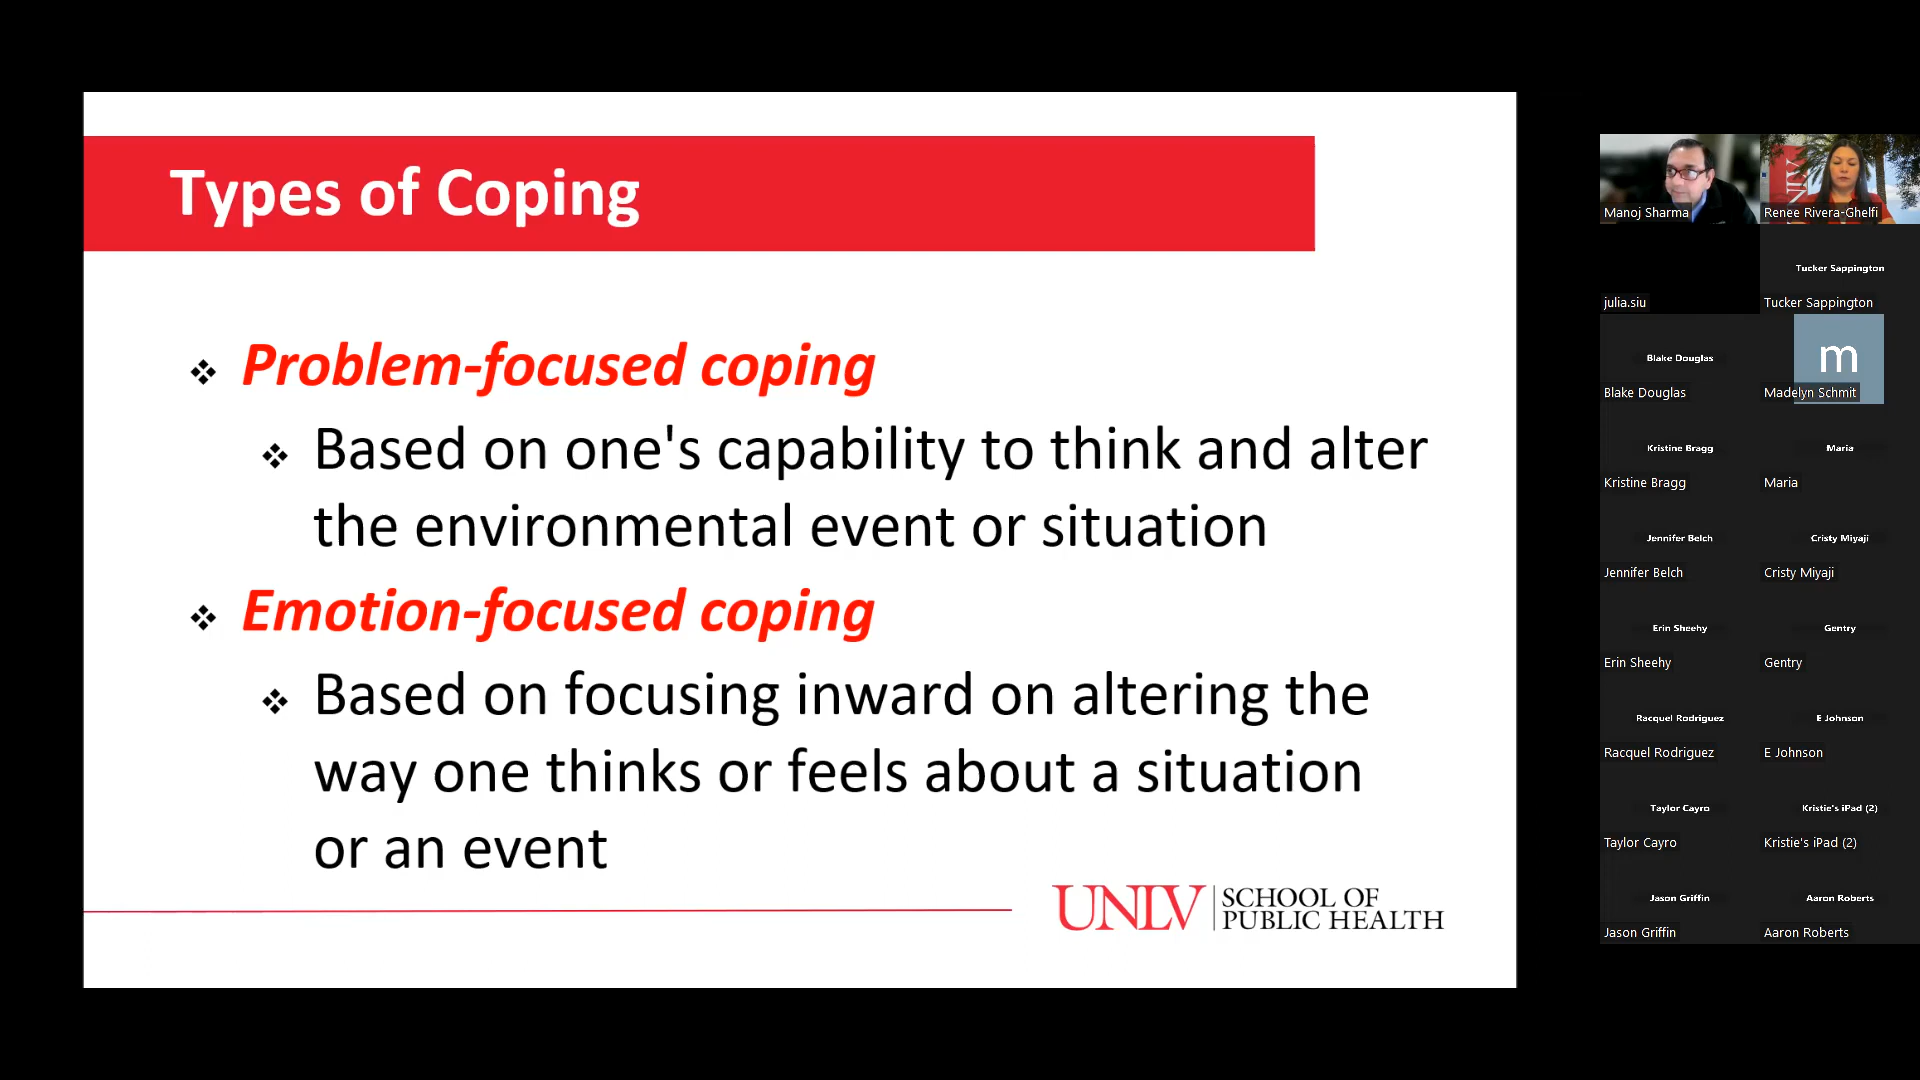 Types of Coping
❖ Problem-focused coping
❖ Based on one's capability to think and alter
the environmental event or situation
❖ Emotion-focused coping
❖ Based on focusing inward on altering the
way one thinks or feels about a situation
or an event
UNLV SCHOOL OF
PUBLIC HEALTH
UNLV
Manoj Sharma
Renee Rivera-Ghelfi
julia.siu
Tucker Sappington
Tucker Sappington
Blake Douglas
Blake Douglas
m
Madelyn Schmit
Kristine Bragg
Kristine Bragg
Maria
Maria
Jennifer Belch
Jennifer Belch
Cristy Miyaji
Cristy Miyaji
Erin Sheehy
Erin Sheehy
Gentry
Gentry
Racquel Rodriguez
Racquel Rodriguez
E Johnson
E Johnson
Taylor Cayro
Taylor Cayro
Kristie's iPad (2)
Kristie's iPad (2)
Jason Griffin
Jason Griffin
Aaron Roberts
Aaron Roberts